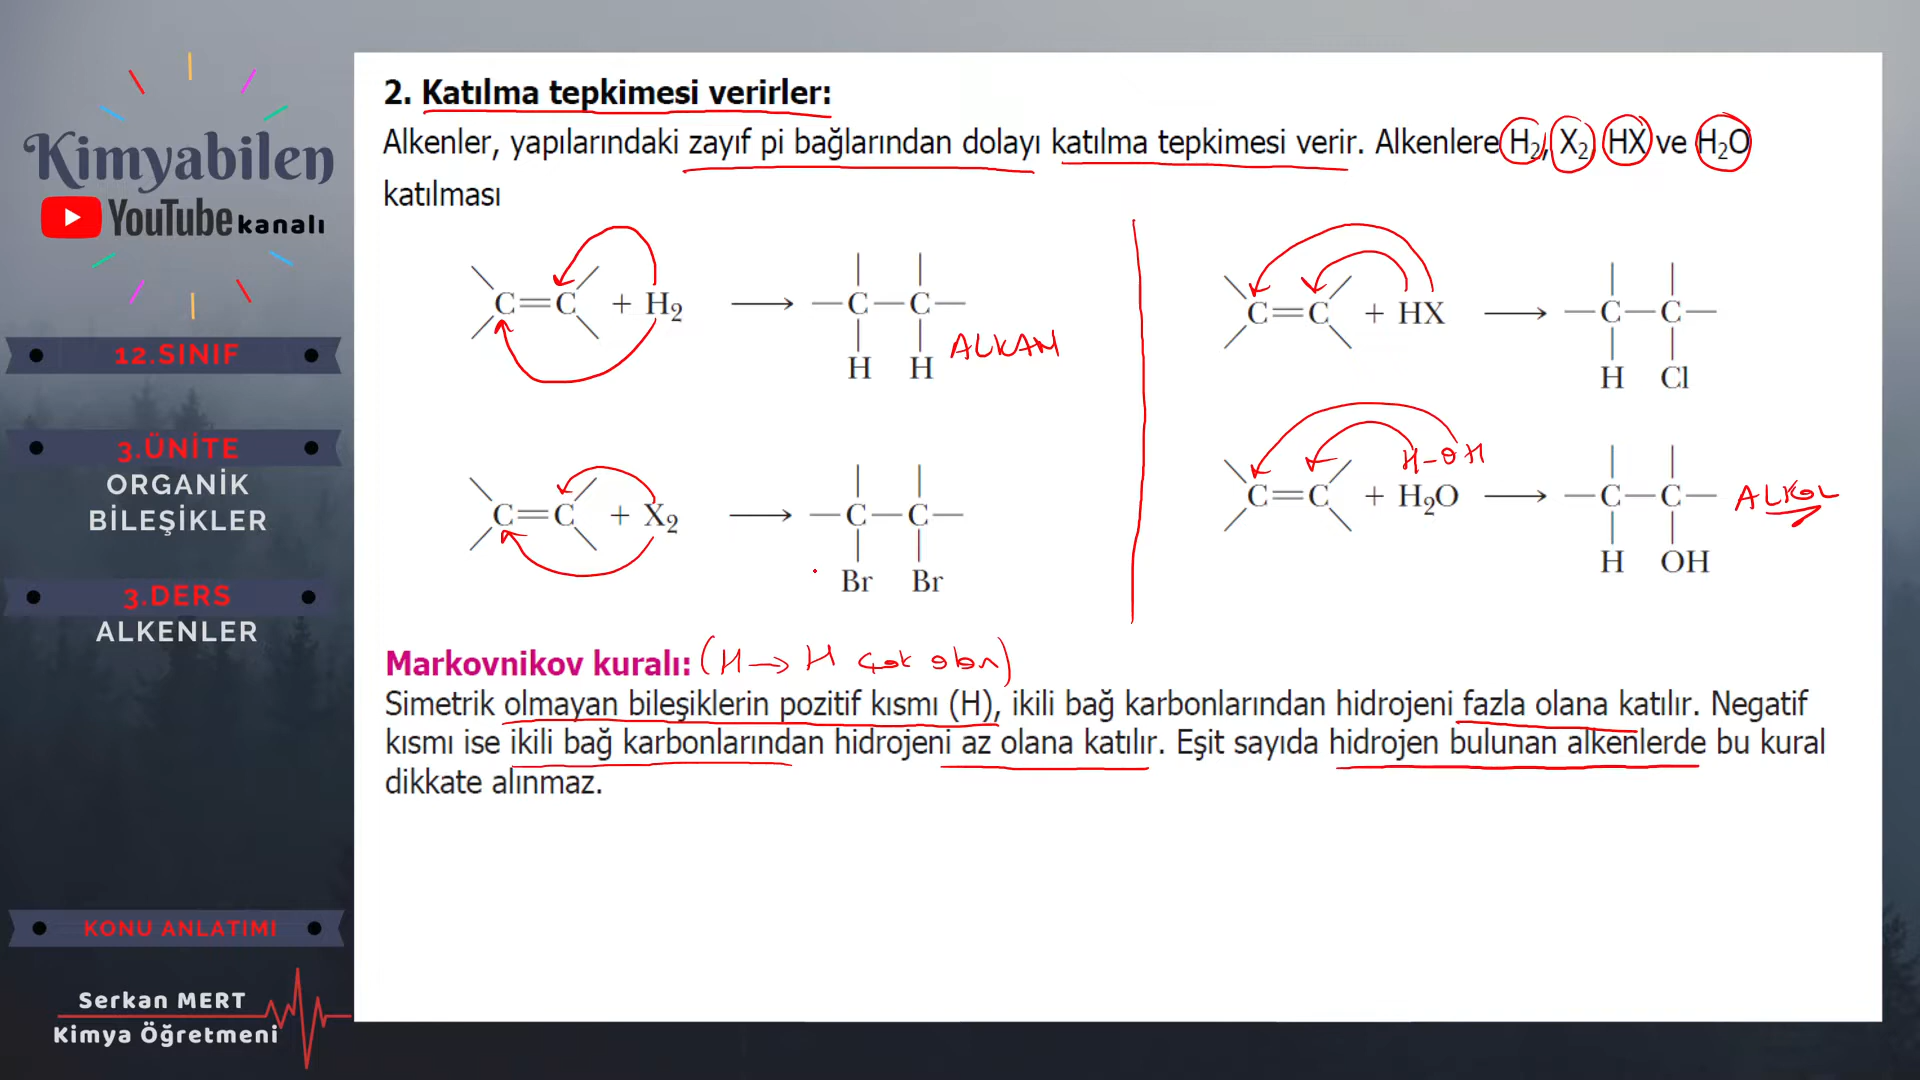 Kimyabilen
YouTube kanalı
12.SINIF
3.ÜNİTE
ORGANİK
BİLEŞİKLER
3.DERS
ALKENLER
KONU ANLATIMI
Serkan MERT
Kimya Öğretmeni
2. Katılma tepkimesi verirler:
Alkenler, yapılarındaki zayıf pi bağlarından dolayı katılma tepkimesi verir. Alkenlere H₂, X₂ HX ve H₂O
katılması
C=C + H₂ ⟶ —C—C—
H H ALKAN
C=C + HX ⟶ —C—C—
H Cl
C=C + X₂ ⟶ —C—C—
Br Br
H-OH
C=C + H₂O ⟶ —C—C— ALKOL
H OH
Markovnikov kuralı: (H → H çok olan)
Simetrik olmayan bileşiklerin pozitif kısmı (H), ikili bağ karbonlarından hidrojeni fazla olana katılır. Negatif
kısmı ise ikili bağ karbonlarından hidrojeni az olana katılır. Eşit sayıda hidrojen bulunan alkenlerde bu kural
dikkate alınmaz.